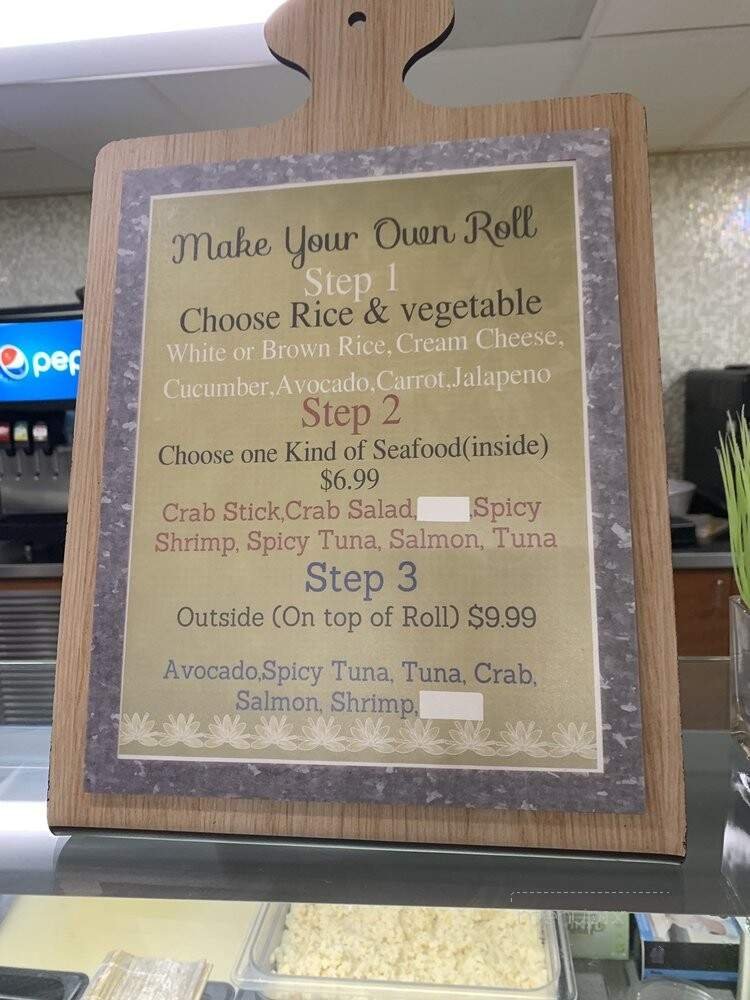 Make Your Own Roll
Step 1
Choose Rice & vegetable
White or Brown Rice, Cream Cheese,
Cucumber,Avocado,Carrot,Jalapeno
Step 2
Choose one Kind of Seafood(inside)
$6.99
Crab Stick,Crab Salad, ,Spicy
Shrimp, Spicy Tuna, Salmon, Tuna
Step 3
Outside (On top of Roll) $9.99
Avocado,Spicy Tuna, Tuna, Crab,
Salmon, Shrimp,
pep